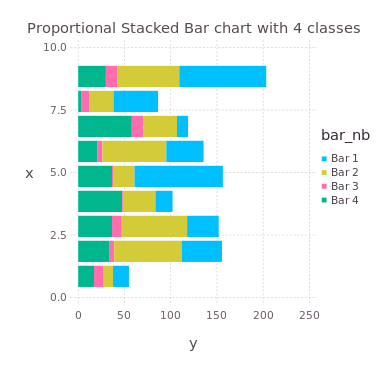 Proportional Stacked Bar chart with 4 classes
10.0
7.5
5.0
2.5
0.0
x
0 50 100 150 200 250
y
bar_nb
Bar 1
Bar 2
Bar 3
Bar 4